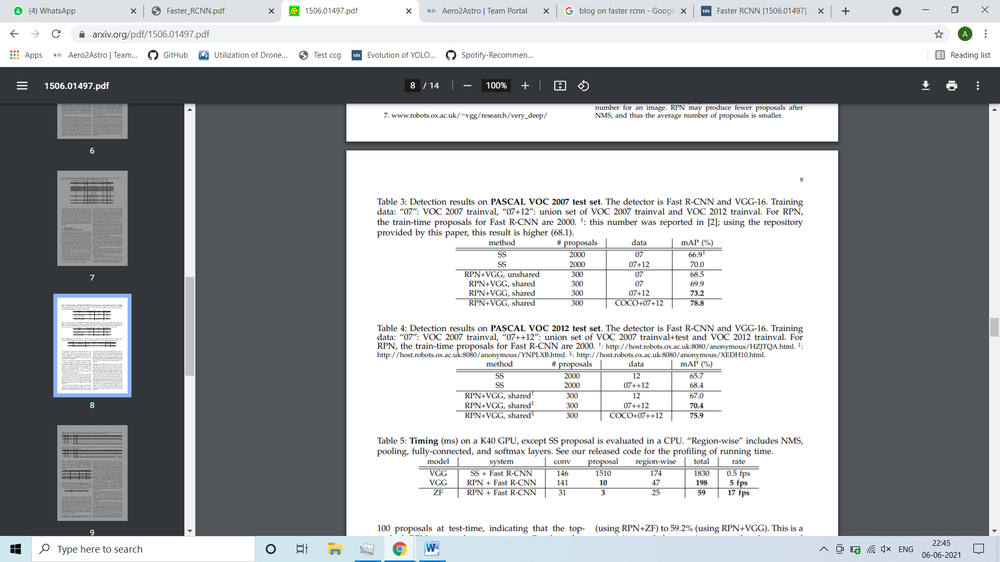 (4) WhatsApp
Faster_RCNN.pdf
1506.01497.pdf
Aero2Astro | Team Portal
blog on faster rcnn - Googl
Faster RCNN [1506.01497].
arxiv.org/pdf/1506.01497.pdf
A
Apps
Aero2Astro | Team...
GitHub
Utilization of Drone...
Test ccg
tds Evolution of YOLO...
Spotify-Recommen...
Reading list
1506.01497.pdf
8 / 14
100%
6
7
8
9
7. www.robots.ox.ac.uk/~vgg/research/very_deep/
number for an image. RPN may produce fewer proposals after
NMS, and thus the average number of proposals is smaller.
8
Table 3: Detection results on PASCAL VOC 2007 test set. The detector is Fast R-CNN and VGG-16. Training
data: “07”: VOC 2007 trainval, “07+12”: union set of VOC 2007 trainval and VOC 2012 trainval. For RPN,
the train-time proposals for Fast R-CNN are 2000. †: this number was reported in [2]; using the repository
provided by this paper, this result is higher (68.1).
method # proposals data mAP (%)
SS 2000 07 66.9†
SS 2000 07+12 70.0
RPN+VGG, unshared 300 07 68.5
RPN+VGG, shared 300 07 69.9
RPN+VGG, shared 300 07+12 73.2
RPN+VGG, shared 300 COCO+07+12 78.8
Table 4: Detection results on PASCAL VOC 2012 test set. The detector is Fast R-CNN and VGG-16. Training
data: “07”: VOC 2007 trainval, “07++12”: union set of VOC 2007 trainval+test and VOC 2012 trainval. For
RPN, the train-time proposals for Fast R-CNN are 2000. †: http://host.robots.ox.ac.uk:8080/anonymous/HZJTQA.html. ‡:
http://host.robots.ox.ac.uk:8080/anonymous/YNPLXB.html. §: http://host.robots.ox.ac.uk:8080/anonymous/XEDH10.html.
method # proposals data mAP (%)
SS 2000 12 65.7
SS 2000 07++12 68.4
RPN+VGG, shared† 300 12 67.0
RPN+VGG, shared‡ 300 07++12 70.4
RPN+VGG, shared§ 300 COCO+07++12 75.9
Table 5: Timing (ms) on a K40 GPU, except SS proposal is evaluated in a CPU. “Region-wise” includes NMS,
pooling, fully-connected, and softmax layers. See our released code for the profiling of running time.
model system conv proposal region-wise total rate
VGG SS + Fast R-CNN 146 1510 174 1830 0.5 fps
VGG RPN + Fast R-CNN 141 10 47 198 5 fps
ZF RPN + Fast R-CNN 31 3 25 59 17 fps
100 proposals at test-time, indicating that the top-
(using RPN+ZF) to 59.2% (using RPN+VGG). This is a
Type here to search
ENG
22:45
06-06-2021